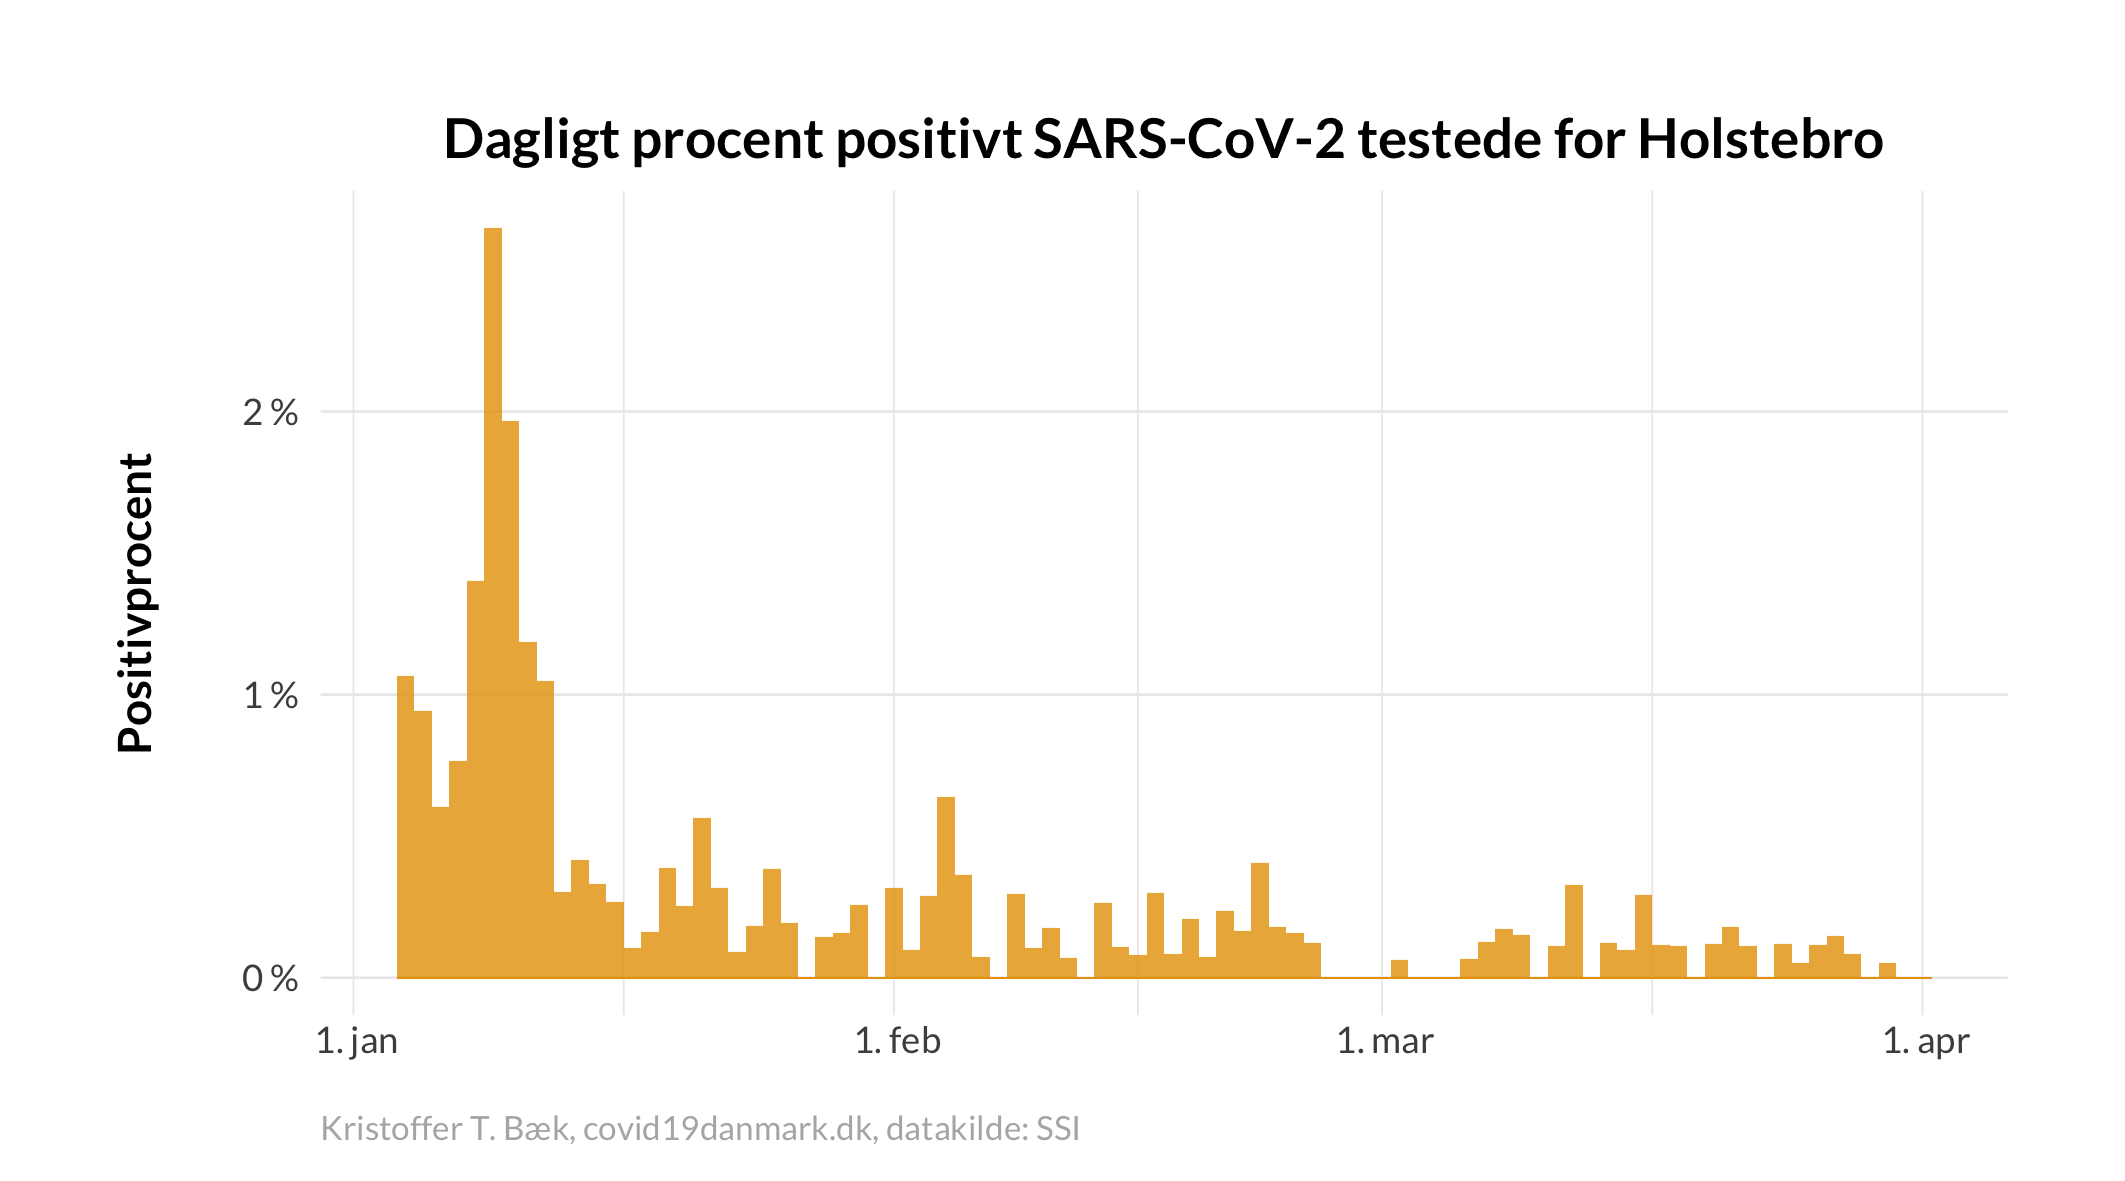 Dagligt procent positivt SARS-CoV-2 testede for Holstebro
Positivprocent
2 %
1 %
0 %
1. jan
1. feb
1. mar
1. apr
Kristoffer T. Bæk, covid19danmark.dk, datakilde: SSI